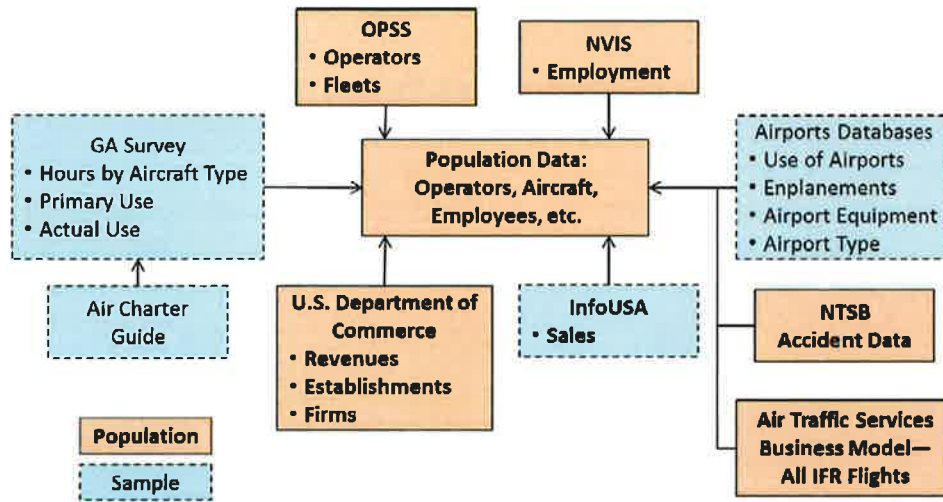 OPSS
• Operators
• Fleets
NVIS
• Employment
GA Survey
• Hours by Aircraft Type
• Primary Use
• Actual Use
Population Data:
Operators, Aircraft,
Employees, etc.
Airports Databases
• Use of Airports
• Enplanements
• Airport Equipment
• Airport Type
Air Charter
Guide
U.S. Department of
Commerce
• Revenues
• Establishments
• Firms
InfoUSA
• Sales
NTSB
Accident Data
Air Traffic Services
Business Model—
All IFR Flights
Population
Sample